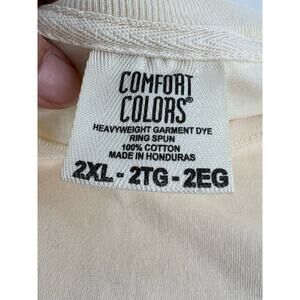 COMFORT
COLORS®
HEAVYWEIGHT GARMENT DYE
RING SPUN
100% COTTON
MADE IN HONDURAS
2XL - 2TG - 2EG